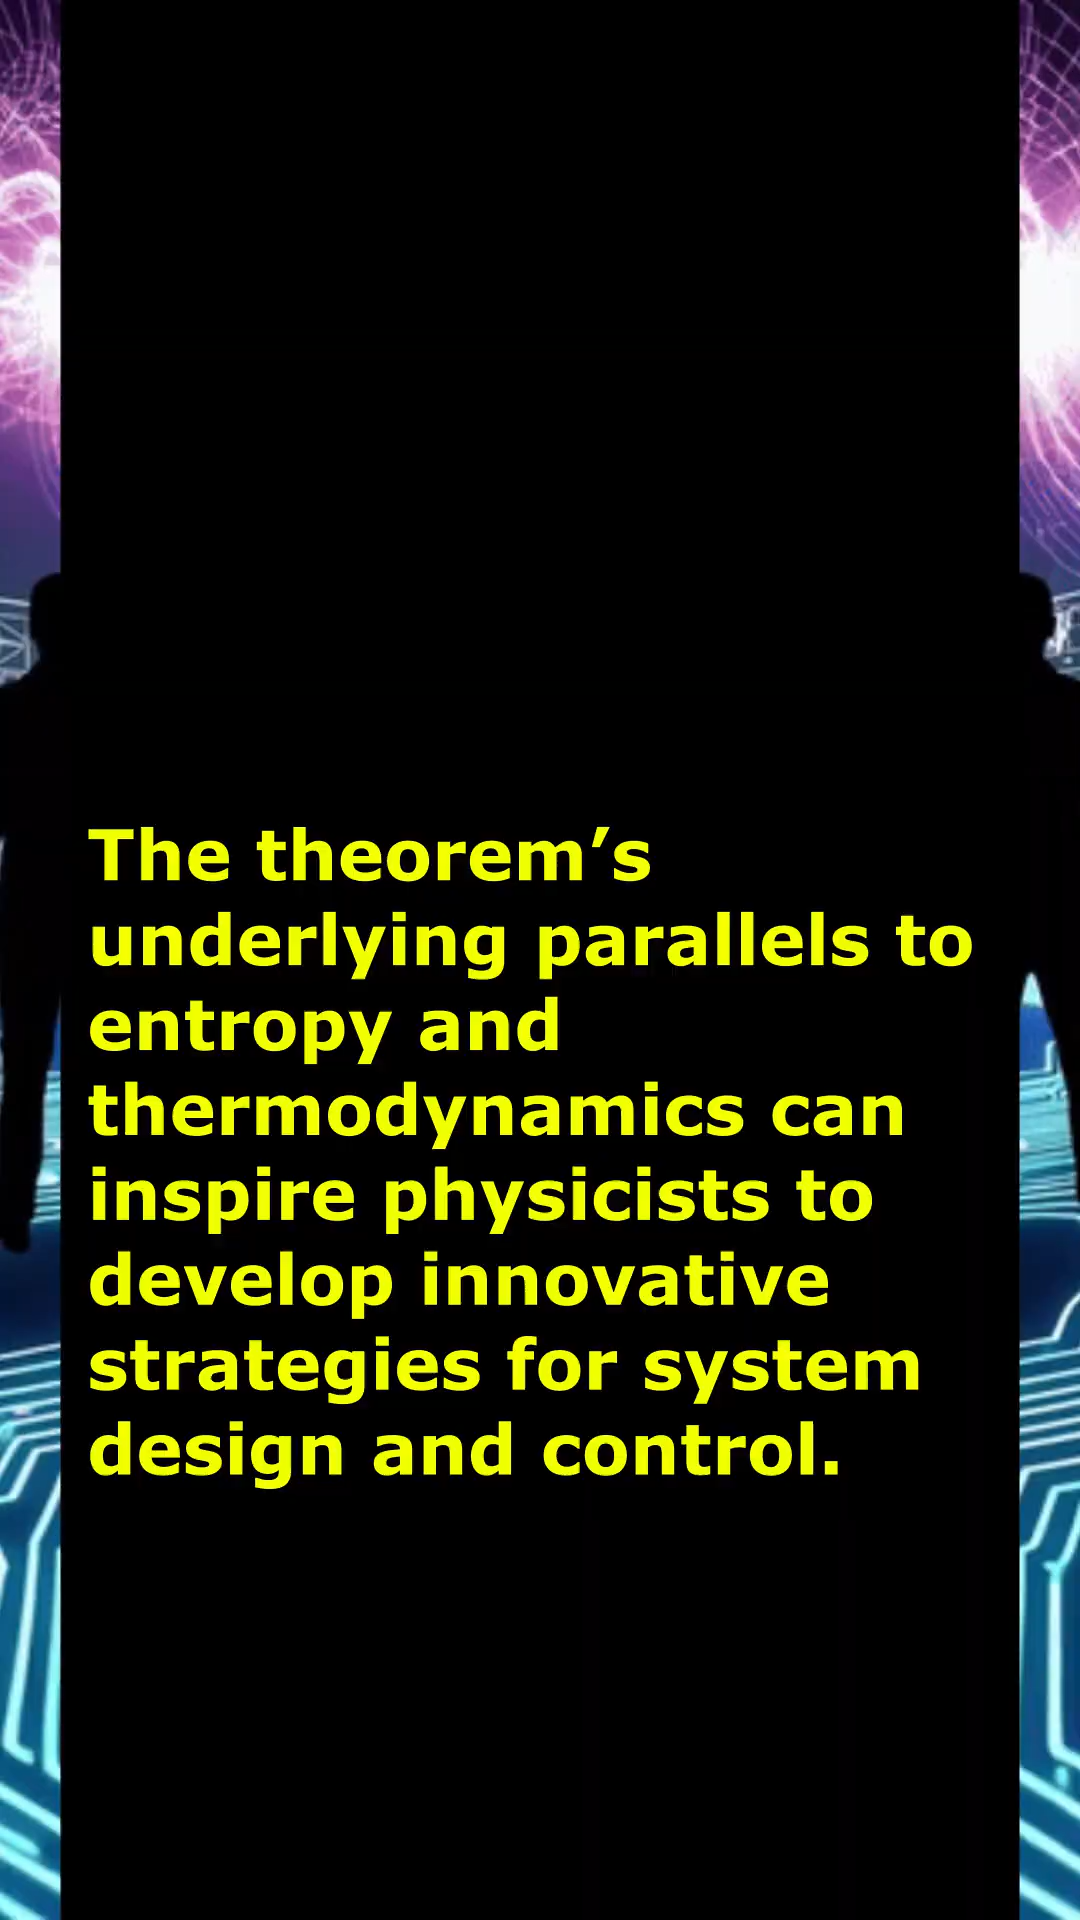 The theorem’s
underlying parallels to
entropy and
thermodynamics can
inspire physicists to
develop innovative
strategies for system
design and control.